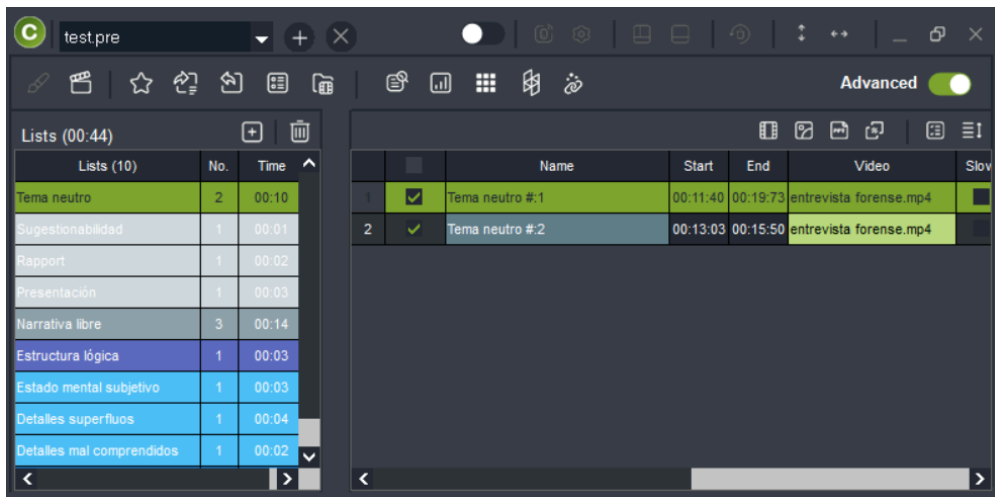 C test.pre
Advanced
Lists (00:44)
Lists (10) No. Time
Tema neutro 2 00:10
Sugestionabilidad 1 00:01
Rapport 1 00:02
Presentación 1 00:03
Narrativa libre 3 00:14
Estructura lógica 1 00:03
Estado mental subjetivo 1 00:03
Detalles superfluos 1 00:04
Detalles mal comprendidos 1 00:02
Name Start End Video Slov
1 Tema neutro #:1 00:11:40 00:19:73 entrevista forense.mp4
2 Tema neutro #:2 00:13:03 00:15:50 entrevista forense.mp4